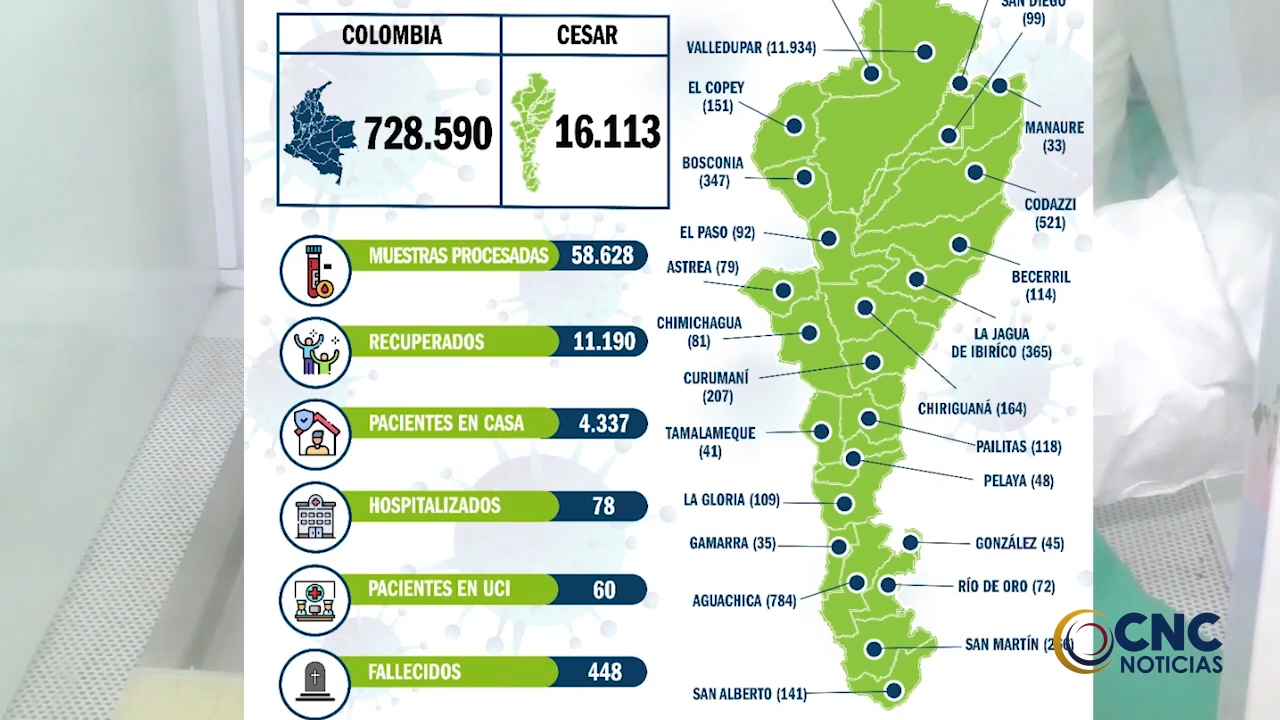 COLOMBIA
CESAR
728.590
16.113
MUESTRAS PROCESADAS 58.628
RECUPERADOS 11.190
PACIENTES EN CASA 4.337
HOSPITALIZADOS 78
PACIENTES EN UCI 60
FALLECIDOS 448
SAN DIEGO
(99)
VALLEDUPAR (11.934)
EL COPEY
(151)
MANAURE
(33)
BOSCONIA
(347)
CODAZZI
(521)
EL PASO (92)
ASTREA (79)
BECERRIL
(114)
CHIMICHAGUA
(81)
LA JAGUA
DE IBIRÍCO (365)
CURUMANÍ
(207)
CHIRIGUANÁ (164)
TAMALAMEQUE
(41)
PAILITAS (118)
PELAYA (48)
LA GLORIA (109)
GAMARRA (35)
GONZÁLEZ (45)
AGUACHICA (784)
RÍO DE ORO (72)
SAN MARTÍN
SAN ALBERTO (141)
CNC
NOTICIAS